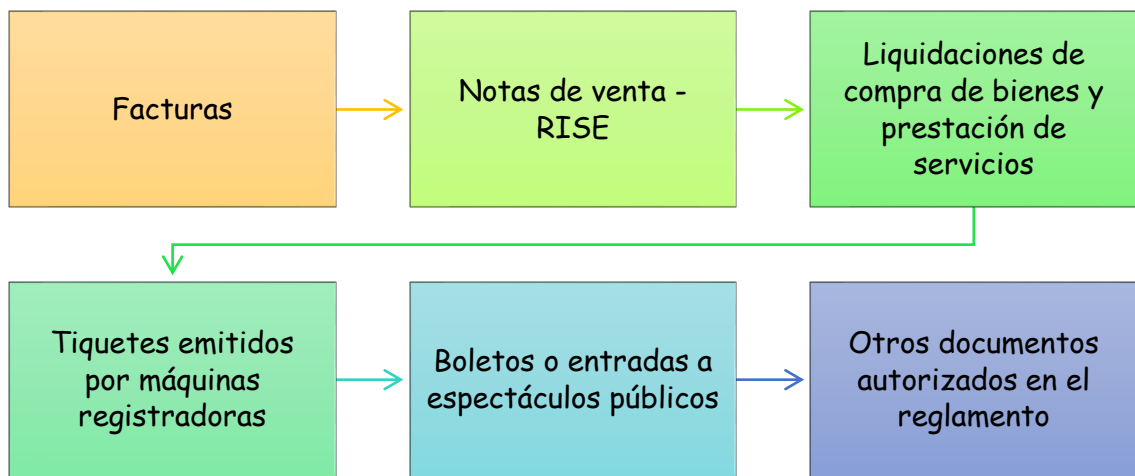 Facturas
Notas de venta -
RISE
Liquidaciones de
compra de bienes y
prestación de
servicios
Tiquetes emitidos
por máquinas
registradoras
Boletos o entradas a
espectáculos públicos
Otros documentos
autorizados en el
reglamento